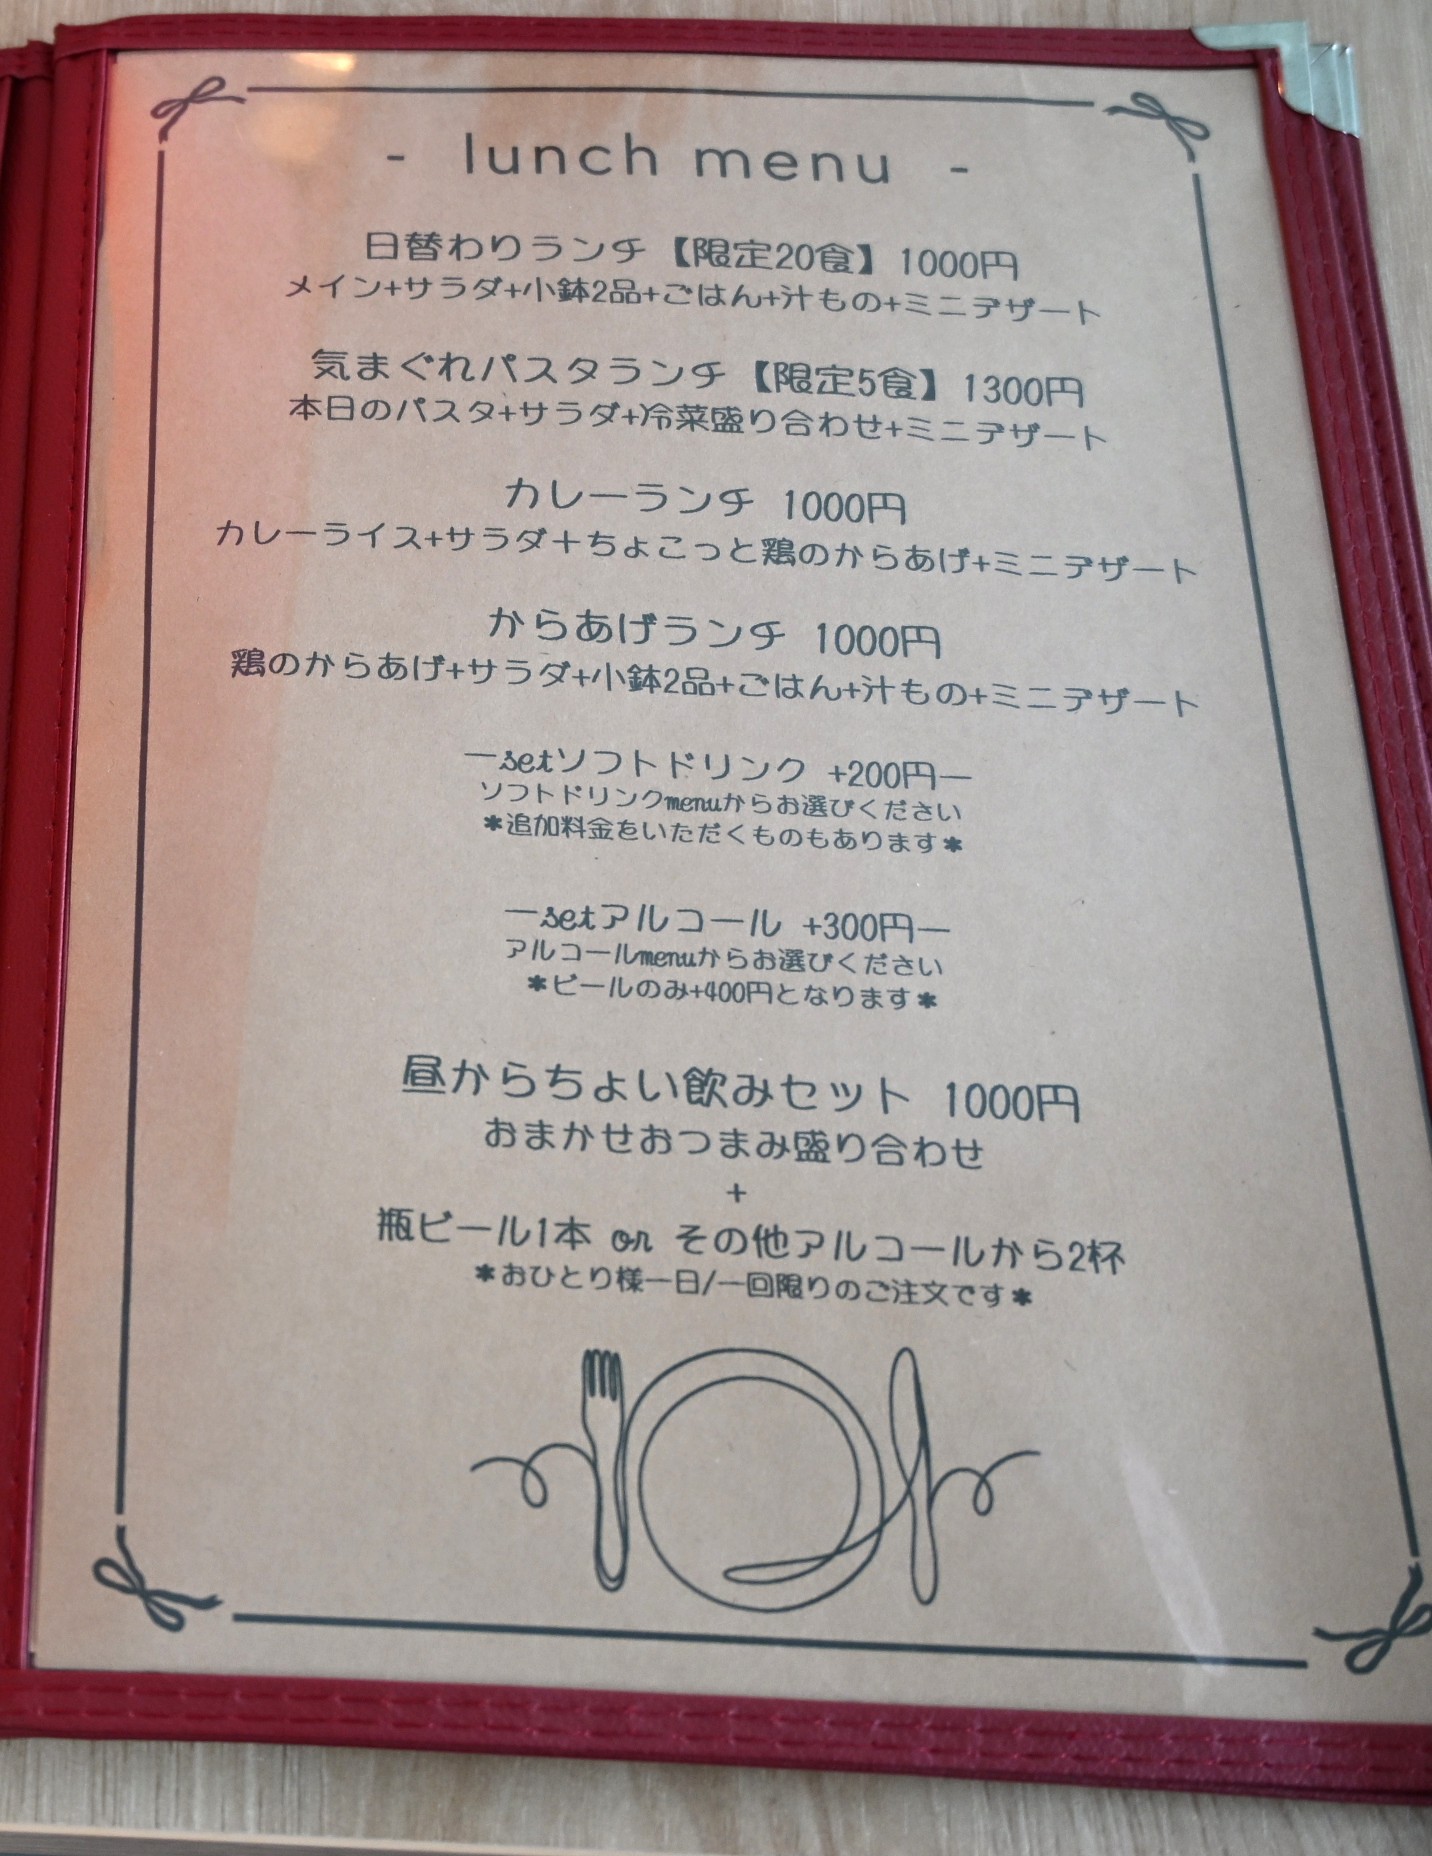 - lunch menu -
日替わりランチ【限定20食】1000円
メイン+サラダ+小鉢2品+ごはん+汁もの+ミニデザート
気まぐれパスタランチ【限定5食】1300円
本日のパスタ+サラダ+冷菜盛り合わせ+ミニデザート
カレーランチ 1000円
カレーライス+サラダ+ちょこっと鶏のからあげ+ミニデザート
からあげランチ 1000円
鶏のからあげ+サラダ+小鉢2品+ごはん+汁もの+ミニデザート
—setソフトドリンク +200円—
ソフトドリンクmenuからお選びください
*追加料金をいただくものもあります*
—setアルコール +300円—
アルコールmenuからお選びください
*ビールのみ+400円となります*
昼からちょい飲みセット 1000円
おまかせおつまみ盛り合わせ
+
瓶ビール1本 or その他アルコールから2杯
*おひとり様一日/一回限りのご注文です*